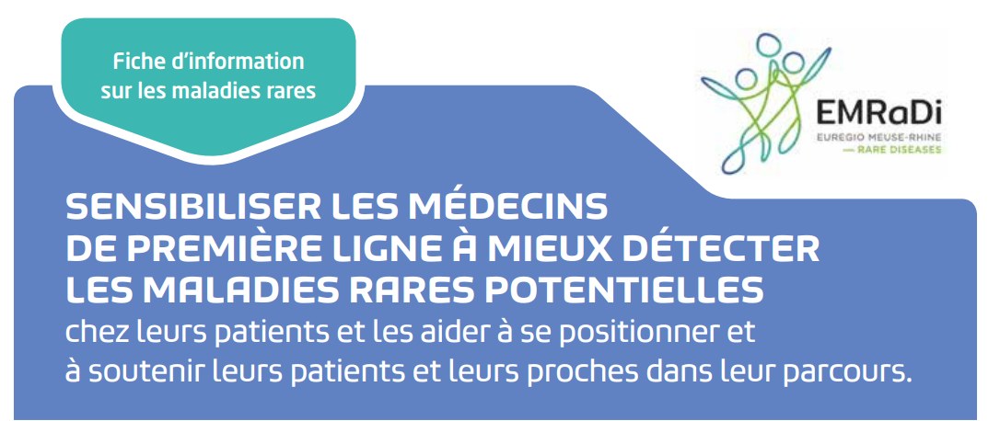 Fiche d'information
sur les maladies rares
EMRaDi
EUREGIO MEUSE-RHINE
— RARE DISEASES
SENSIBILISER LES MÉDECINS
DE PREMIÈRE LIGNE À MIEUX DÉTECTER
LES MALADIES RARES POTENTIELLES
chez leurs patients et les aider à se positionner et
à soutenir leurs patients et leurs proches dans leur parcours.